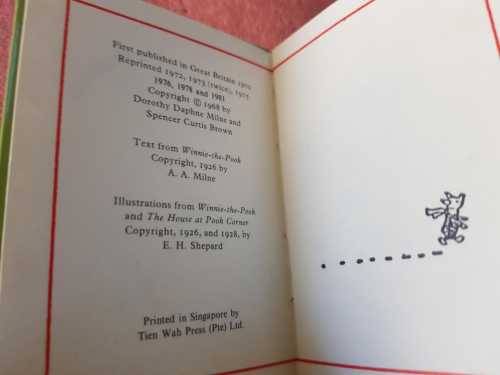 First published in Great Britain 1970
Reprinted 1972, 1973 (twice), 1975
1976, 1978 and 1981
Copyright © 1968 by
Dorothy Daphne Milne and
Spencer Curtis Brown
Text from Winnie-the-Pooh
Copyright, 1926 by
A. A. Milne
Illustrations from Winnie-the-Pooh
and The House at Pooh Corner
Copyright, 1926, and 1928, by
E. H. Shepard
Printed in Singapore by
Tien Wah Press (Pte) Ltd.